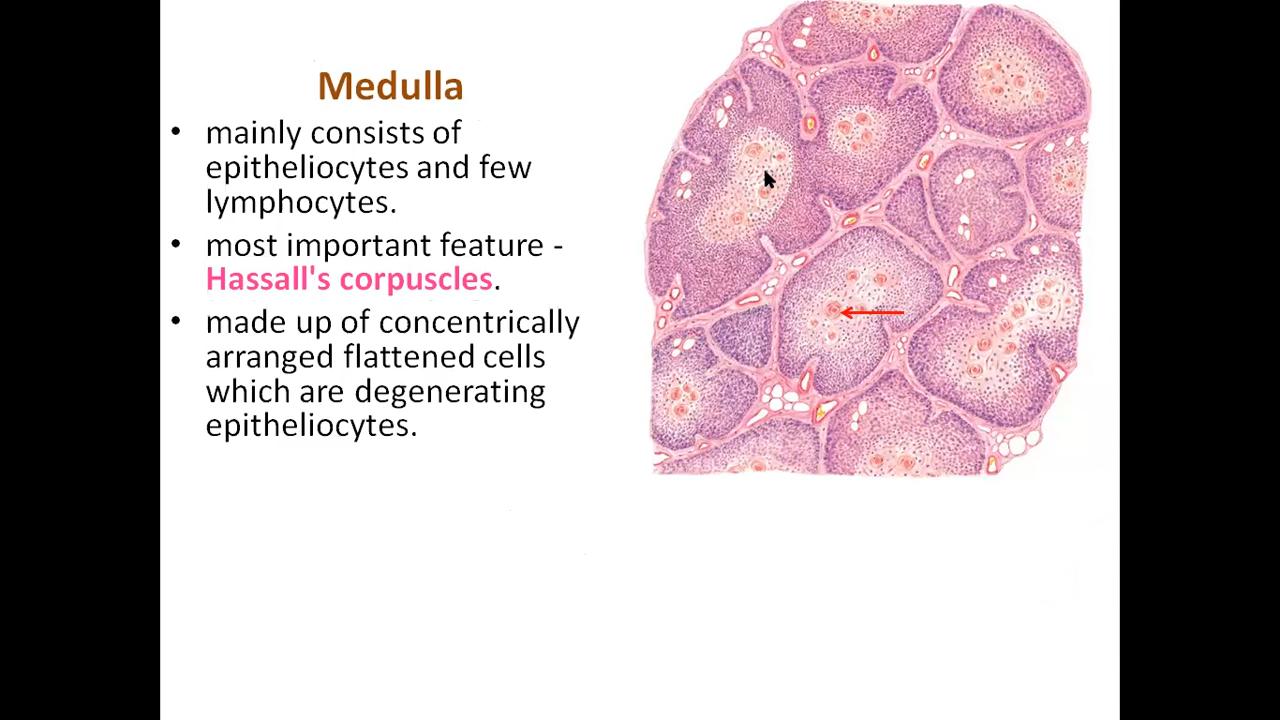 Medulla
• mainly consists of
epitheliocytes and few
lymphocytes.
• most important feature -
Hassall's corpuscles.
• made up of concentrically
arranged flattened cells
which are degenerating
epitheliocytes.